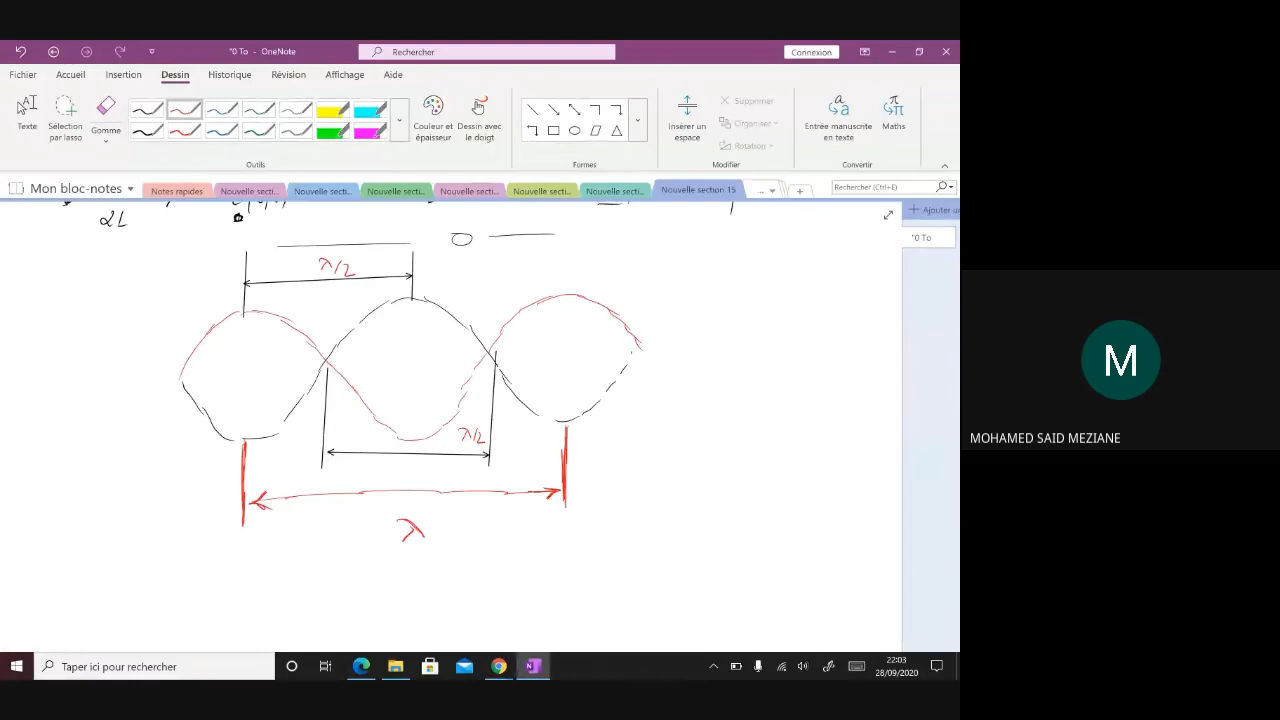 "0 To - OneNote
Rechercher
Connexion
Fichier Accueil Insertion Dessin Historique Révision Affichage Aide
Texte
Sélection par lasso
Gomme
Couleur et épaisseur
Dessin avec le doigt
Insérer un espace
Supprimer
Organiser
Rotation
Entrée manuscrite en texte
Maths
Outils Formes Modifier Convertir
Mon bloc-notes Notes rapides Nouvelle secti... Nouvelle secti... Nouvelle secti... Nouvelle secti... Nouvelle secti... Nouvelle secti... Nouvelle section 15 ... + Rechercher (Ctrl+E)
+ Ajouter un
2L
"0 To
λ/2
λ/2
λ
MOHAMED SAID MEZIANE
M
Taper ici pour rechercher
22:03
28/09/2020